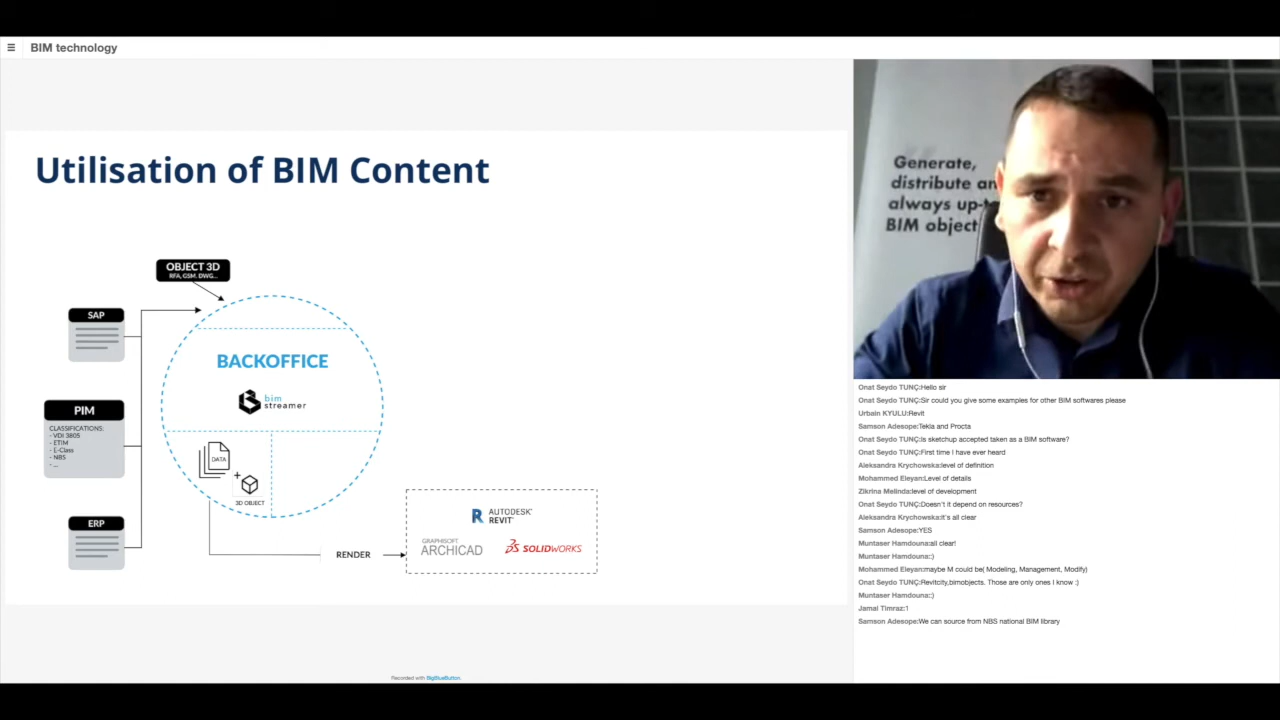 BIM technology
Utilisation of BIM Content
OBJECT 3D
RFA, GSM, DWG...
SAP
PIM
CLASSIFICATIONS:
- VDI 3805
- ETIM
- E-Class
- NBS
- ...
ERP
BACKOFFICE
bim
streamer
DATA
+
3D OBJECT
RENDER
R AUTODESK®
REVIT®
GRAPHISOFT
ARCHICAD
SOLIDWORKS
Generate,
distribute an
always up-t
BIM object
Onat Seydo TUNÇ:Hello sir
Onat Seydo TUNÇ:Sir could you give some examples for other BIM softwares please
Urbain KYULU:Revit
Samson Adesope:Tekla and Procta
Onat Seydo TUNÇ:Is sketchup accepted taken as a BIM software?
Onat Seydo TUNÇ:First time I have ever heard
Aleksandra Krychowska:level of definition
Mohammed Eleyan:Level of details
Zikrina Melinda:level of development
Onat Seydo TUNÇ:Doesn't it depend on resources?
Aleksandra Krychowska:it's all clear
Samson Adesope:YES
Muntaser Hamdouna:all clear!
Muntaser Hamdouna::)
Mohammed Eleyan:maybe M could be( Modeling, Management, Modify)
Onat Seydo TUNÇ:Revitcity,bimobjects. Those are only ones I know :)
Muntaser Hamdouna::)
Jamal Timraz:1
Samson Adesope:We can source from NBS national BIM library
Recorded with BigBlueButton.